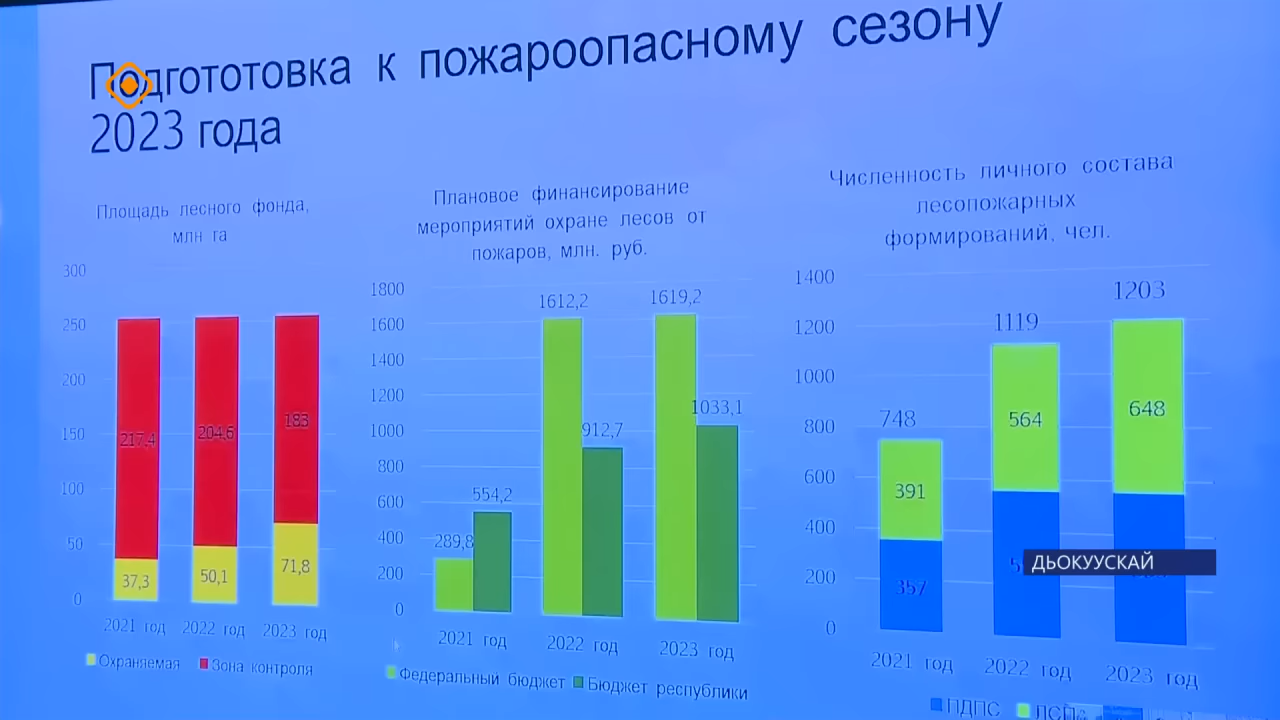 Подгототовка к пожароопасному сезону
2023 года
Площадь лесного фонда,
млн га
300
250
200
150
100
50
0
217,4
204,6
183
37,3
50,1
71,8
2021 год
2022 год
2023 год
Охраняемая
Зона контроля
Плановое финансирование
мероприятий охране лесов от
пожаров, млн. руб.
1800
1600
1400
1200
1000
800
600
400
200
0
289,8
554,2
1612,2
912,7
1619,2
1033,1
2021 год
2022 год
2023 год
Федеральный бюджет
Бюджет республики
Численность личного состава
лесопожарных
формирований, чел.
1400
1200
1000
800
600
400
200
0
748
1119
1203
391
564
648
357
2021 год
2022 год
2023 год
ПДПС
ДЬОКУУСКАЙ